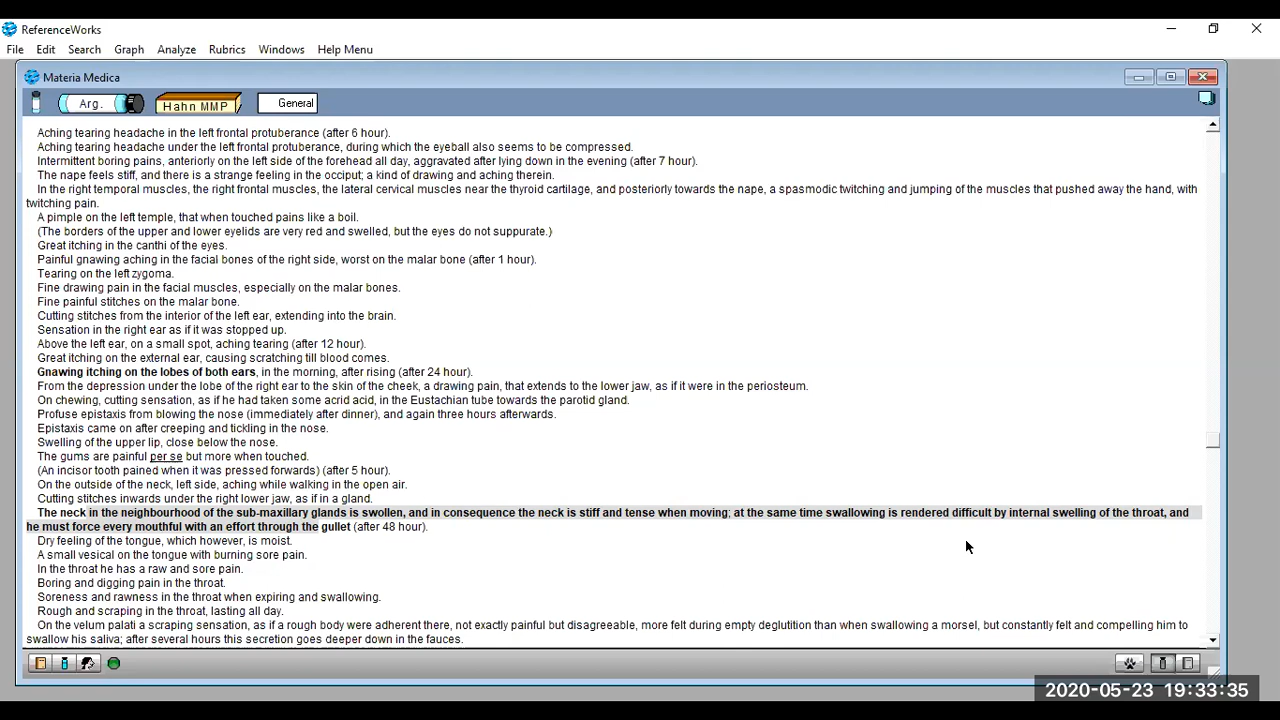 ReferenceWorks
File Edit Search Graph Analyze Rubrics Windows Help Menu
Materia Medica
Arg. Hahn MMP General
Aching tearing headache in the left frontal protuberance (after 6 hour).
Aching tearing headache under the left frontal protuberance, during which the eyeball also seems to be compressed.
Intermittent boring pains, anteriorly on the left side of the forehead all day, aggravated after lying down in the evening (after 7 hour).
The nape feels stiff, and there is a strange feeling in the occiput; a kind of drawing and aching therein.
In the right temporal muscles, the right frontal muscles, the lateral cervical muscles near the thyroid cartilage, and posteriorly towards the nape, a spasmodic twitching and jumping of the muscles that pushed away the hand, with
twitching pain.
A pimple on the left temple, that when touched pains like a boil.
(The borders of the upper and lower eyelids are very red and swelled, but the eyes do not suppurate.)
Great itching in the canthi of the eyes.
Painful gnawing aching in the facial bones of the right side, worst on the malar bone (after 1 hour).
Tearing on the left zygoma.
Fine drawing pain in the facial muscles, especially on the malar bones.
Fine painful stitches on the malar bone.
Cutting stitches from the interior of the left ear, extending into the brain.
Sensation in the right ear as if it was stopped up.
Above the left ear, on a small spot, aching tearing (after 12 hour).
Great itching on the external ear, causing scratching till blood comes.
Gnawing itching on the lobes of both ears, in the morning, after rising (after 24 hour).
From the depression under the lobe of the right ear to the skin of the cheek, a drawing pain, that extends to the lower jaw, as if it were in the periosteum.
On chewing, cutting sensation, as if he had taken some acrid acid, in the Eustachian tube towards the parotid gland.
Profuse epistaxis from blowing the nose (immediately after dinner), and again three hours afterwards.
Epistaxis came on after creeping and tickling in the nose.
Swelling of the upper lip, close below the nose.
The gums are painful per se but more when touched.
(An incisor tooth pained when it was pressed forwards) (after 5 hour).
On the outside of the neck, left side, aching while walking in the open air.
Cutting stitches inwards under the right lower jaw, as if in a gland.
The neck in the neighbourhood of the sub-maxillary glands is swollen, and in consequence the neck is stiff and tense when moving; at the same time swallowing is rendered difficult by internal swelling of the throat, and
he must force every mouthful with an effort through the gullet (after 48 hour).
Dry feeling of the tongue, which however, is moist.
A small vesical on the tongue with burning sore pain.
In the throat he has a raw and sore pain.
Boring and digging pain in the throat.
Soreness and rawness in the throat when expiring and swallowing.
Rough and scraping in the throat, lasting all day.
On the velum palati a scraping sensation, as if a rough body were adherent there, not exactly painful but disagreeable, more felt during empty deglutition than when swallowing a morsel, but constantly felt and compelling him to
swallow his saliva; after several hours this secretion goes deeper down in the fauces.
2020-05-23 19:33:35